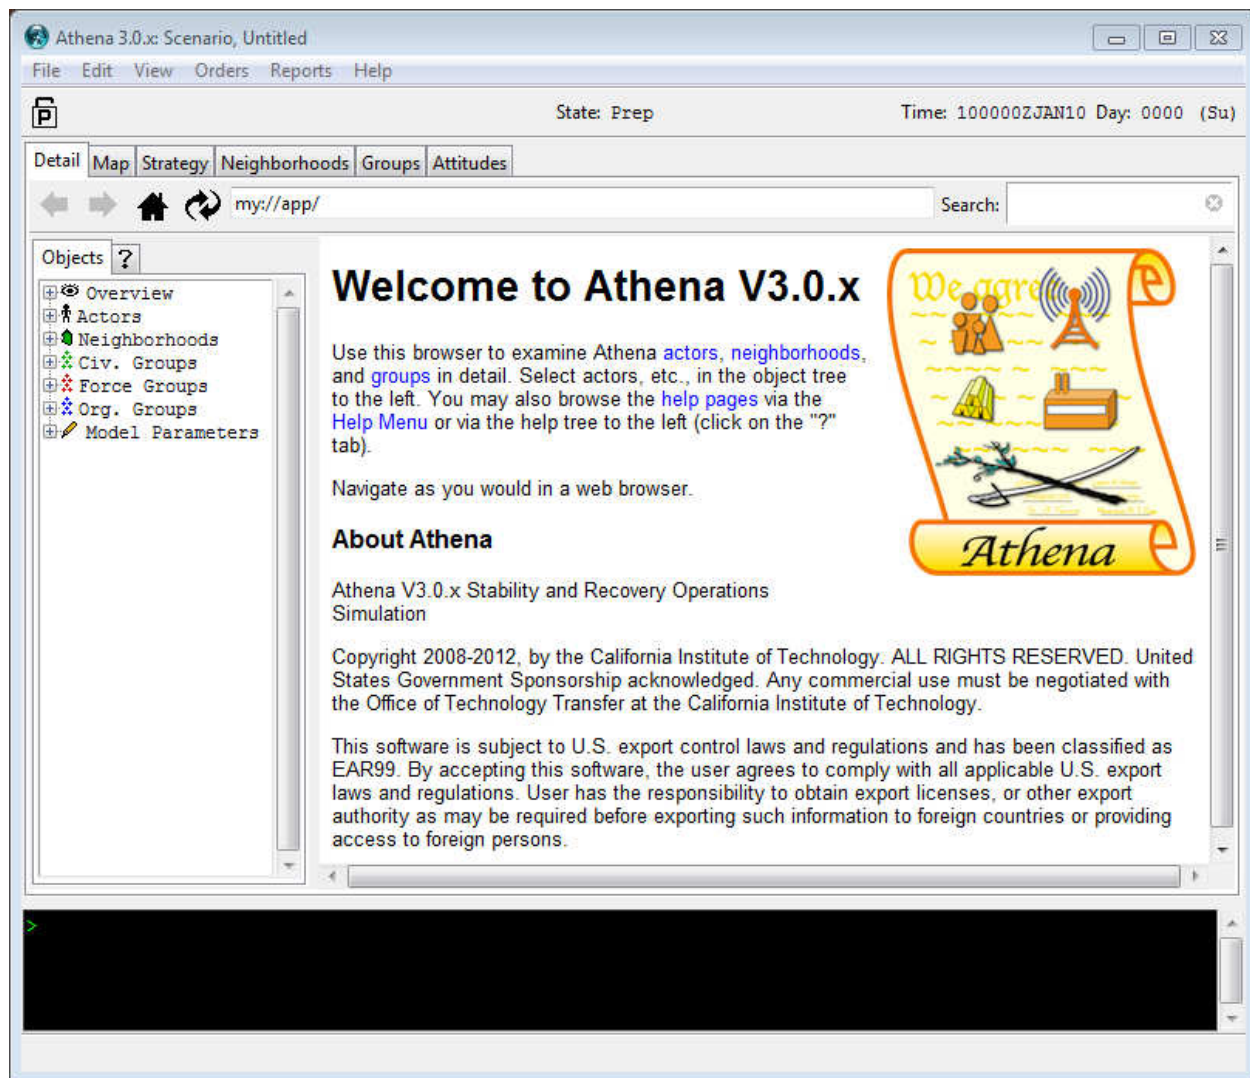 Athena 3.0.x: Scenario, Untitled
File Edit View Orders Reports Help
P State: Prep Time: 100000ZJAN10 Day: 0000 (Su)
Detail Map Strategy Neighborhoods Groups Attitudes
my://app/ Search:
Objects ?
Overview
Actors
Neighborhoods
Civ. Groups
Force Groups
Org. Groups
Model Parameters
Welcome to Athena V3.0.x
Use this browser to examine Athena actors, neighborhoods,
and groups in detail. Select actors, etc., in the object tree
to the left. You may also browse the help pages via the
Help Menu or via the help tree to the left (click on the "?"
tab).
Navigate as you would in a web browser.
We agree
Athena
About Athena
Athena V3.0.x Stability and Recovery Operations
Simulation
Copyright 2008-2012, by the California Institute of Technology. ALL RIGHTS RESERVED. United
States Government Sponsorship acknowledged. Any commercial use must be negotiated with
the Office of Technology Transfer at the California Institute of Technology.
This software is subject to U.S. export control laws and regulations and has been classified as
EAR99. By accepting this software, the user agrees to comply with all applicable U.S. export
laws and regulations. User has the responsibility to obtain export licenses, or other export
authority as may be required before exporting such information to foreign countries or providing
access to foreign persons.
>